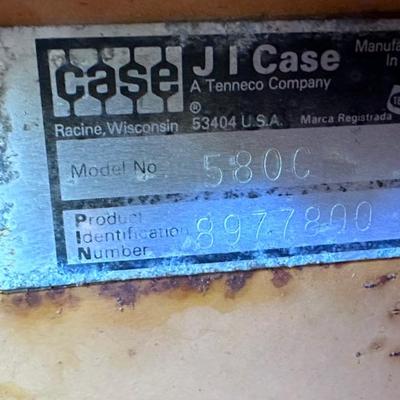 case J I Case
A Tenneco Company
Manufa
In
®
Racine, Wisconsin 53404 U.S.A. Marca Registrada
Model No 580C
Product
Identification 8977800
Number